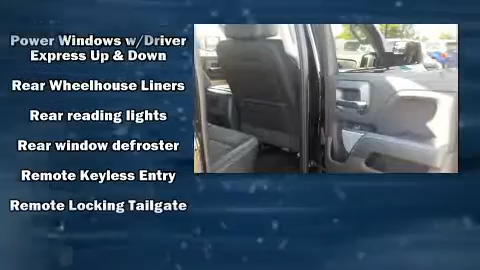 Power Windows w/Driver
Express Up & Down
Rear Wheelhouse Liners
Rear reading lights
Rear window defroster
Remote Keyless Entry
Remote Locking Tailgate